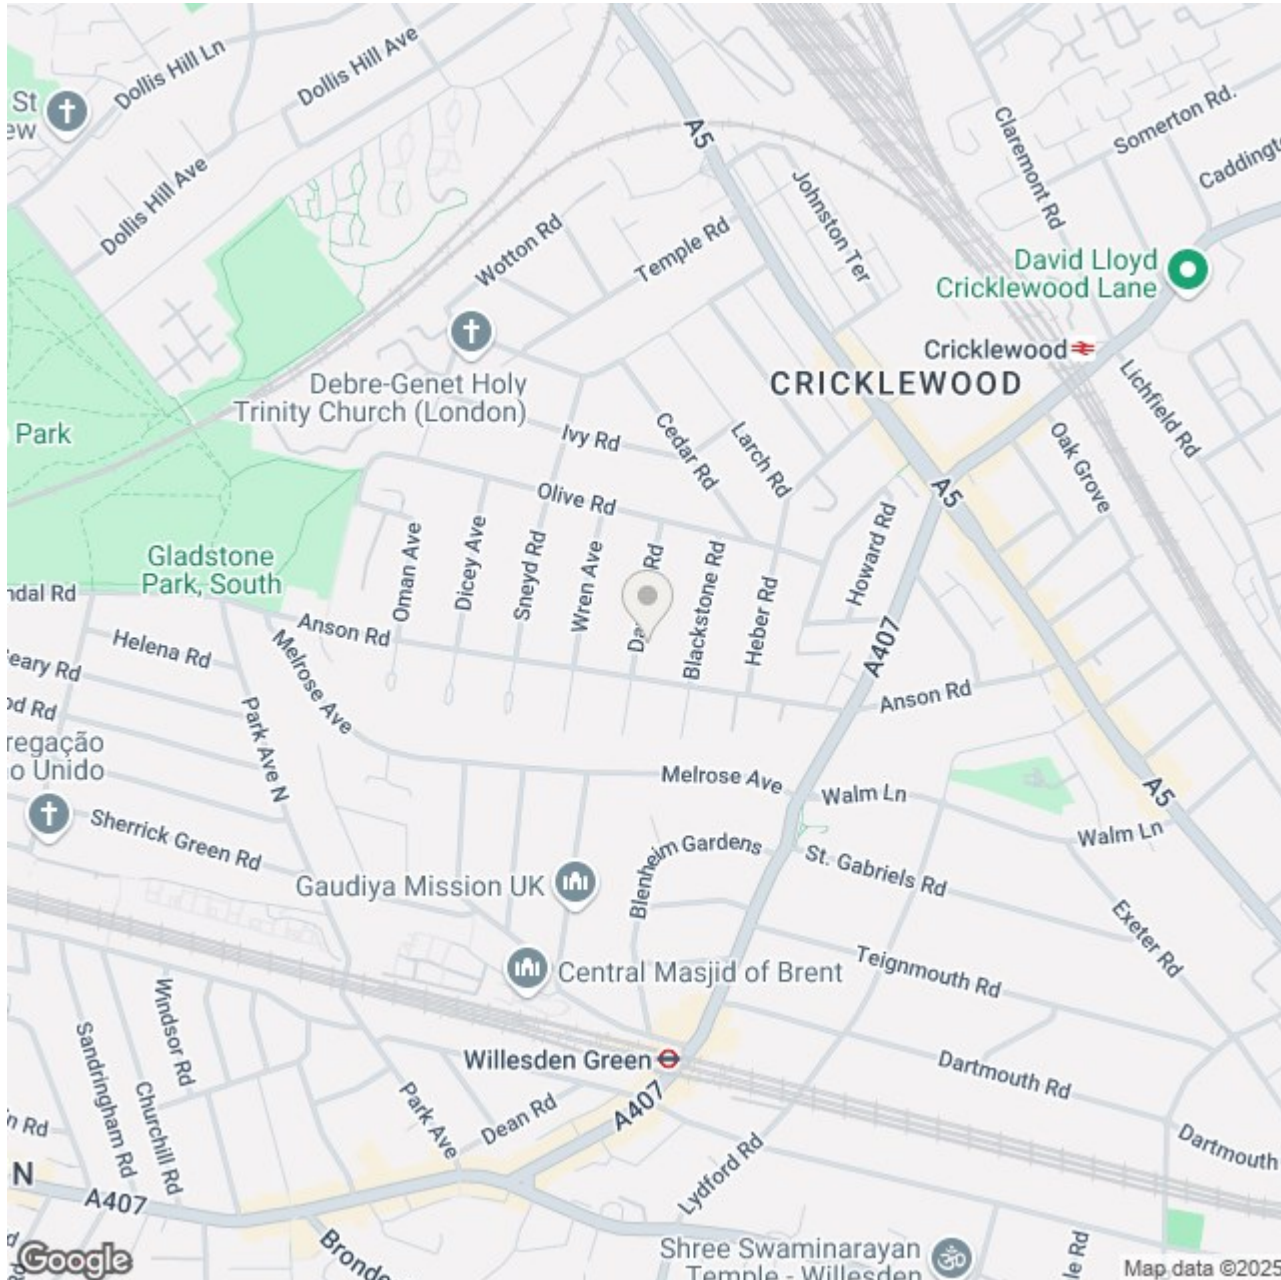 Dollis Hill Ln
Dollis Hill Ave
St
ew
Dollis Hill Ave
A5
Claremont Rd
Somerton Rd.
Johnston Ter
Wotton Rd
Temple Rd
David Lloyd
Cricklewood Lane
Debre-Genet Holy
Trinity Church (London)
Cricklewood
CRICKLEWOOD
Lichfield Rd
Park
Ivy Rd
Cedar Rd
Larch Rd
Oak Grove
Olive Rd
A5
Gladstone
Park, South
Oman Ave
Dicey Ave
Sneyd Rd
Wren Ave
Da
Rd
Blackstone Rd
Heber Rd
Howard Rd
A407
ndal Rd
Anson Rd
Helena Rd
Melrose Ave
Anson Rd
eary Rd
od Rd
Park Ave N
regação
o Unido
Melrose Ave
Walm Ln
A5
Walm Ln
Sherrick Green Rd
Blenheim Gardens
St. Gabriels Rd
Gaudiya Mission UK
Exeter Rd
Central Masjid of Brent
Teignmouth Rd
Windsor Rd
Sandringham Rd
Churchill Rd
Willesden Green
Dartmouth Rd
Park Ave
Dean Rd
A407
Dartmouth
n Rd
Lydford Rd
N
A407
Shree Swaminarayan
Temple - Willesden
le Rd
Google
Map data ©2025